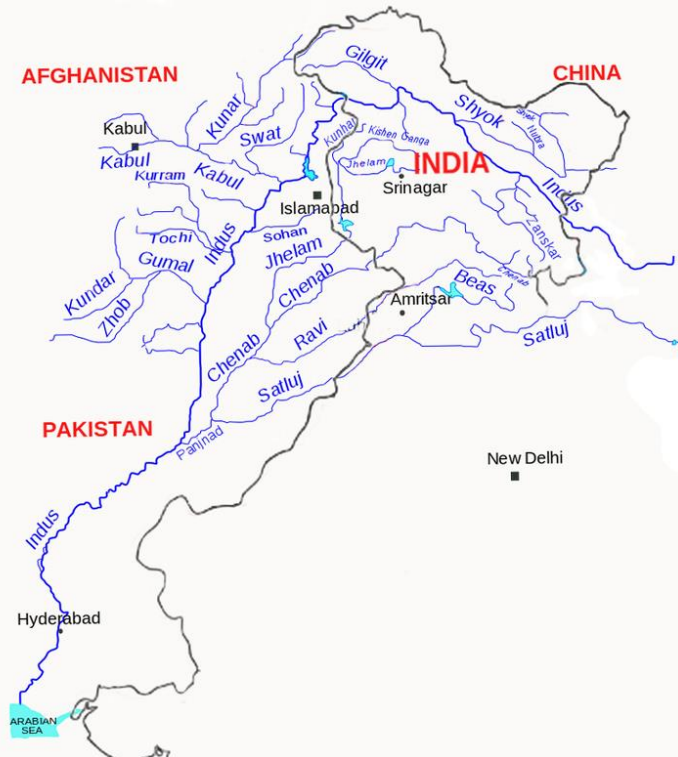 Gilgit
AFGHANISTAN
CHINA
Shyok
Shyok
Nubra
Kunar
Kabul
Swat
Kunhar
Kishen Ganga
Kabul
Kurram
Kabul
Jhelam
INDIA
Srinagar
Indus
Islamabad
Zanskar
Sohan
Tochi
Indus
Jhelam
Gumal
Chenab
Chenab
Beas
Kundar
Zhob
Amritsar
Ravi
Satluj
Chenab
Satluj
PAKISTAN
Panjnad
New Delhi
Indus
Hyderabad
ARABIAN
SEA